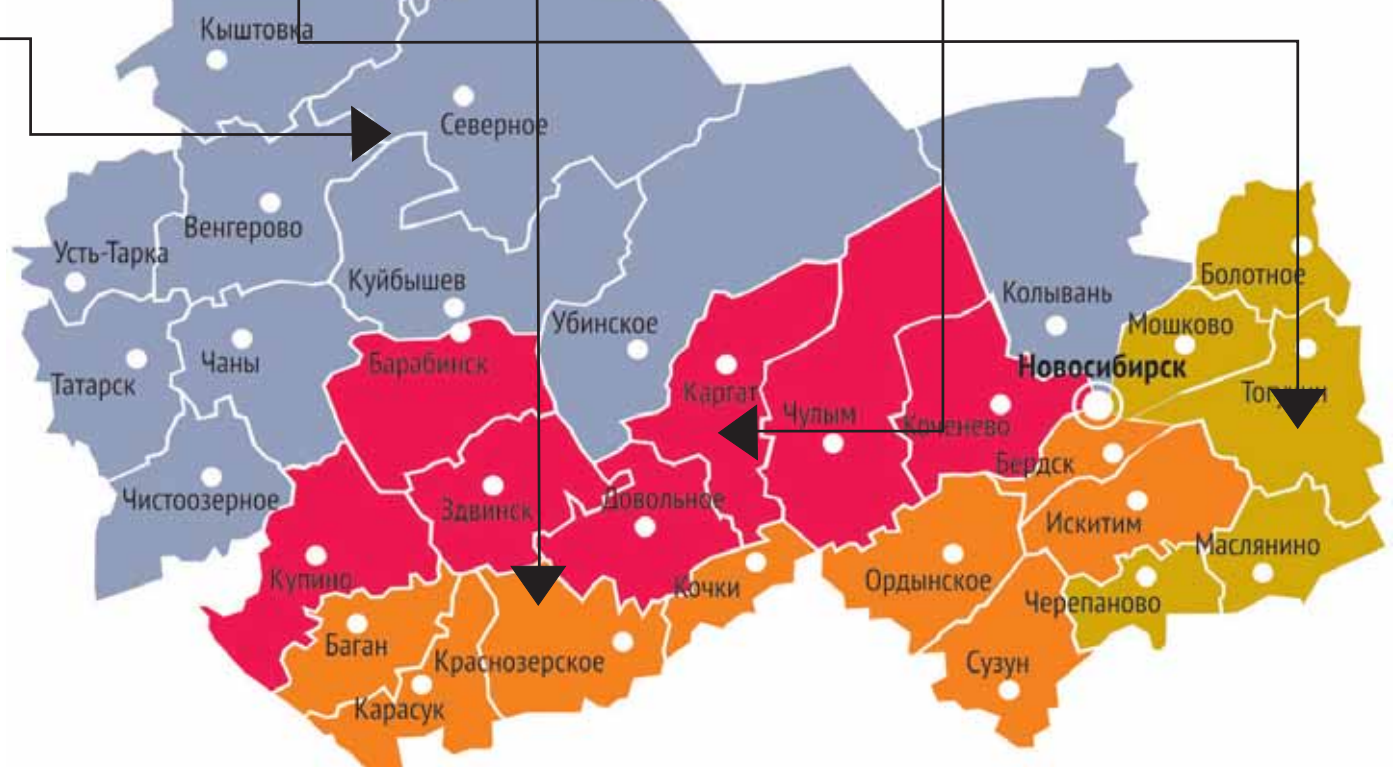 Кыштовка
Северное
Венгерово
Усть-Тарка
Болотное
Куйбышев
Колывань
Убинское
Мошково
Чаны
Барабинск
Новосибирск
Татарск
Каргат
Тогучин
Чулым
Коченево
Бердск
Чистоозерное
Здвинск
Довольное
Искитим
Маслянино
Купино
Кочки
Ордынское
Черепаново
Баган
Краснозерское
Сузун
Карасук